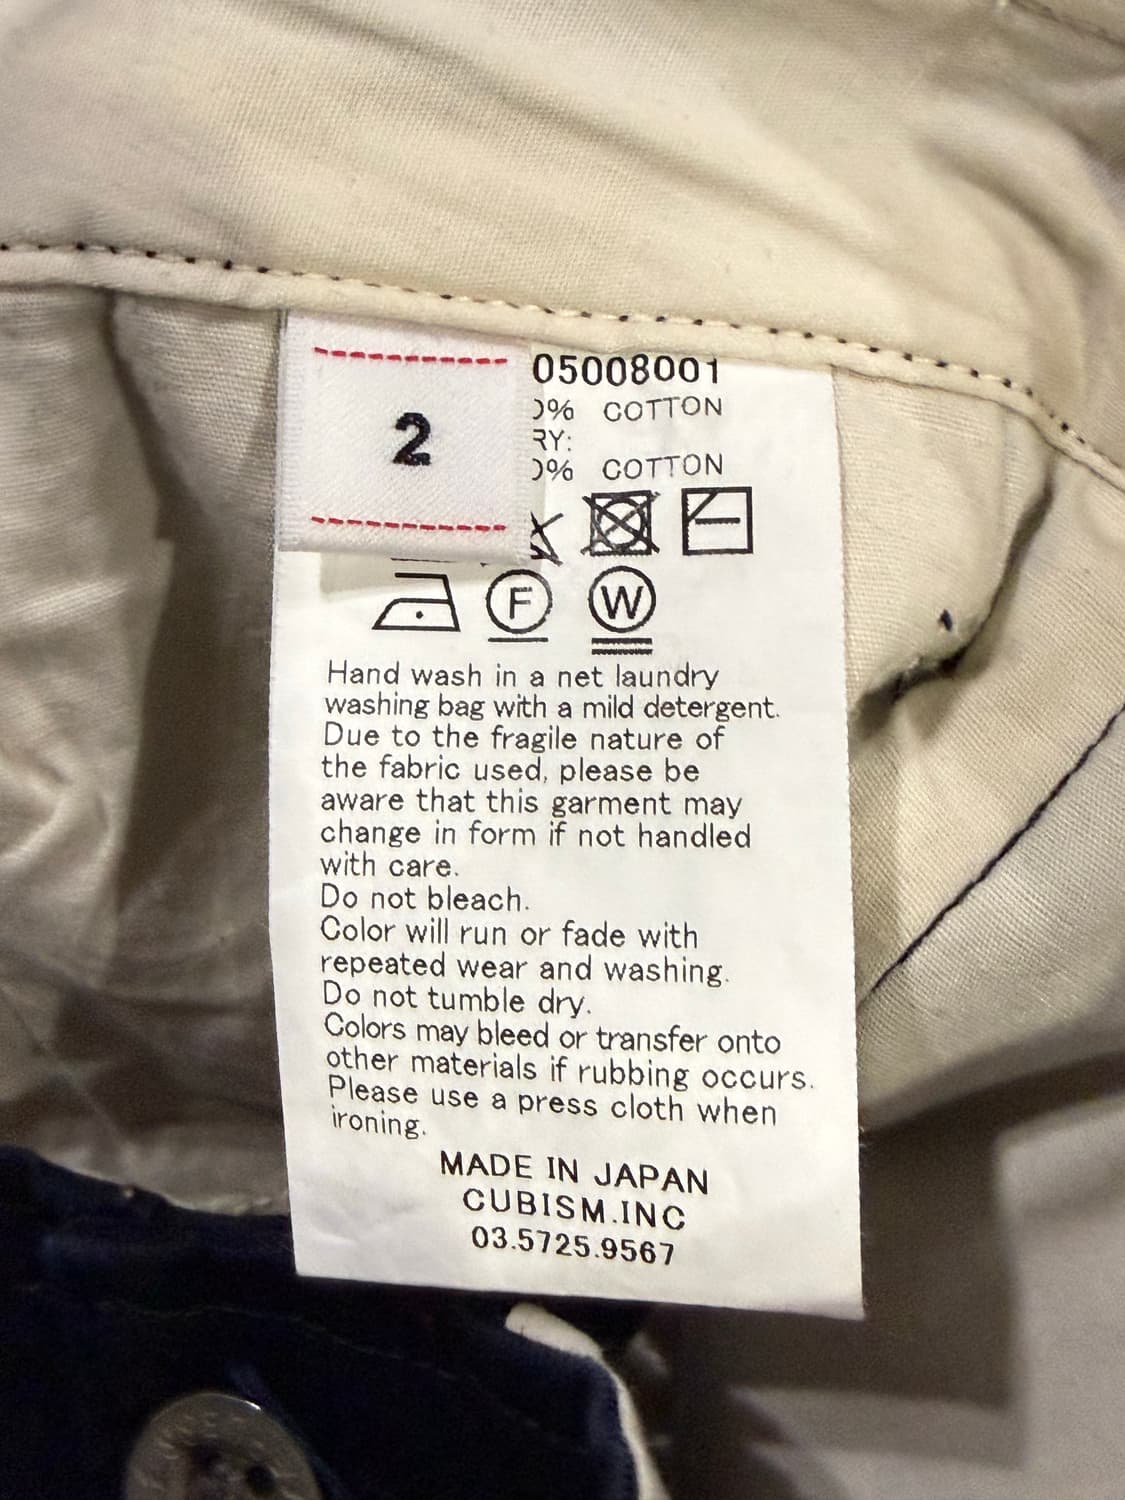 2
05008001
0% COTTON
RY:
0% COTTON
F W
Hand wash in a net laundry
washing bag with a mild detergent.
Due to the fragile nature of
the fabric used, please be
aware that this garment may
change in form if not handled
with care.
Do not bleach.
Color will run or fade with
repeated wear and washing.
Do not tumble dry.
Colors may bleed or transfer onto
other materials if rubbing occurs.
Please use a press cloth when
ironing.
MADE IN JAPAN
CUBISM.INC
03.5725.9567